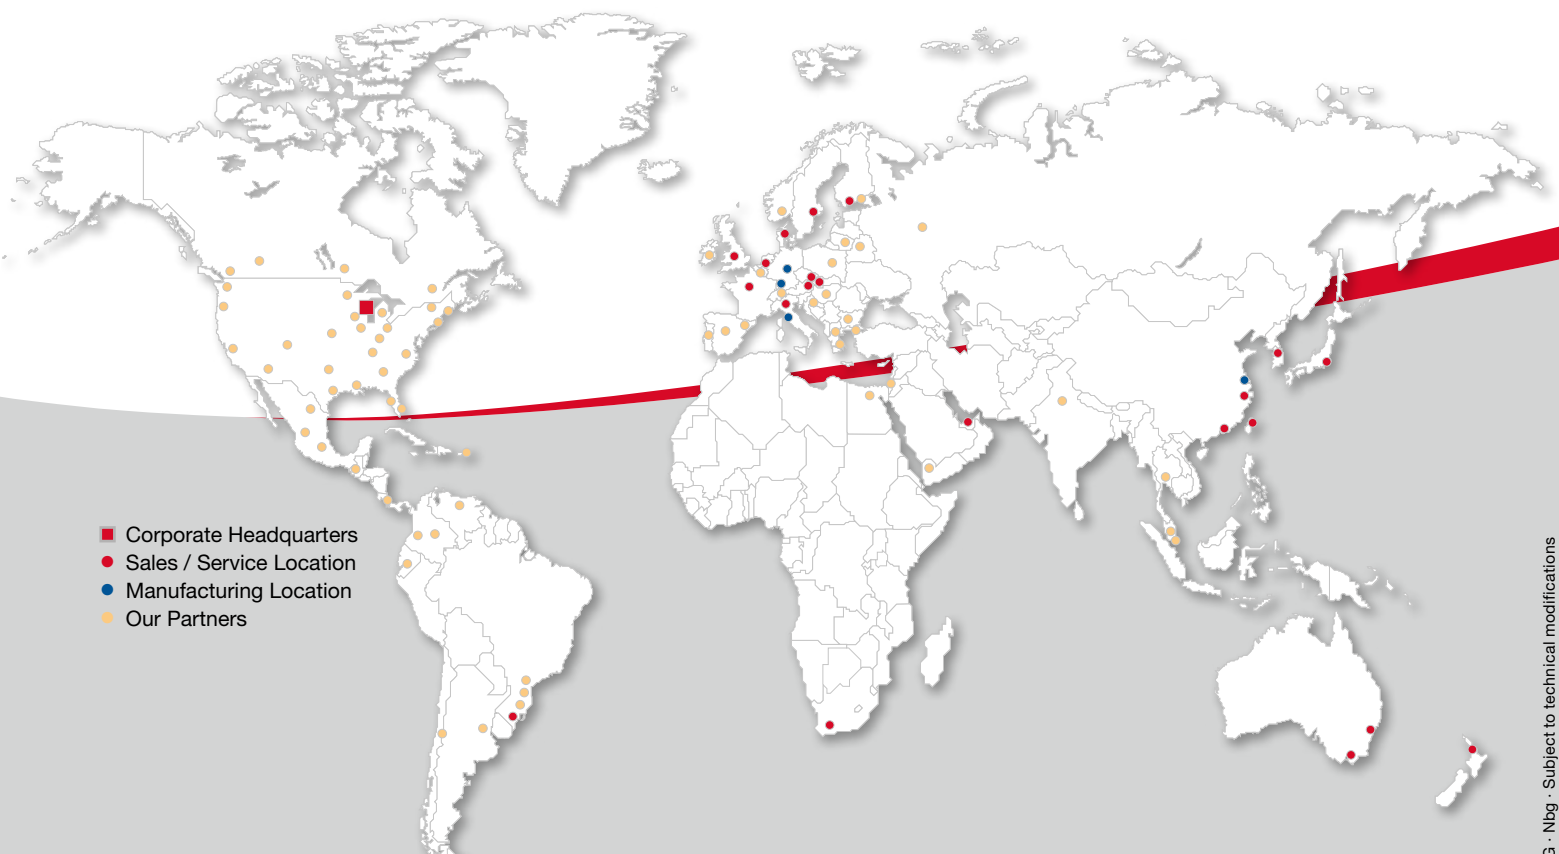 Corporate Headquarters
Sales / Service Location
Manufacturing Location
Our Partners
· Nbg · Subject to technical modifications